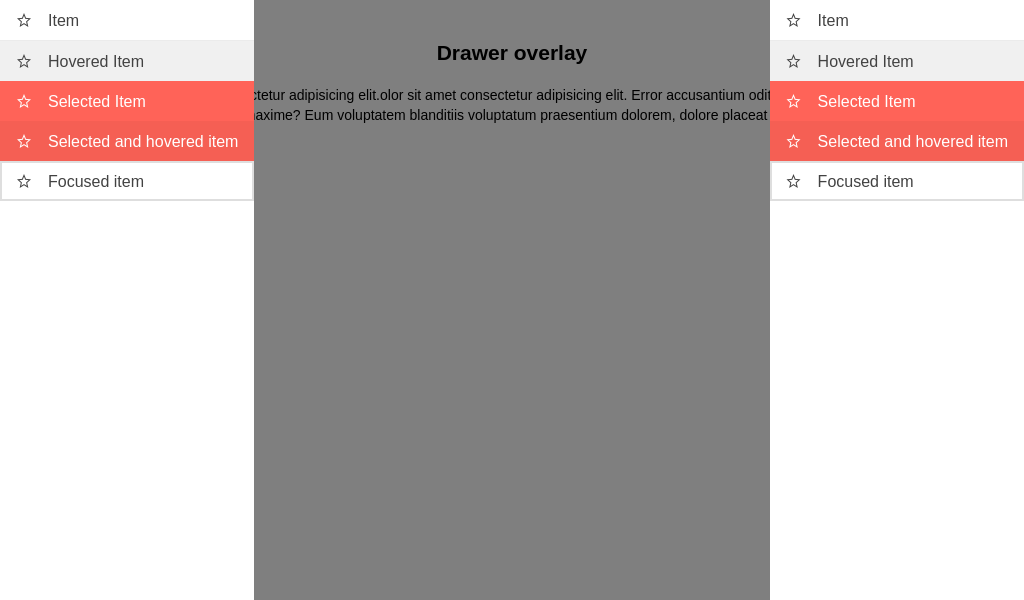 Item
Hovered Item
Selected Item
Selected and hovered item
Focused item
Drawer overlay
adipisicing elit.olor sit amet consectetur adipisicing elit. Error accusantium odit
Eum voluptatem blanditiis voluptatum praesentium dolorem, dolore placeat
Item
Hovered Item
Selected Item
Selected and hovered item
Focused item